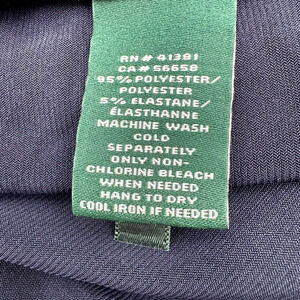 RN # 41381
CA # 56658
95% POLYESTER/
POLYESTER
5% ELASTANE/
ÉLASTHANNE
MACHINE WASH
COLD
SEPARATELY
ONLY NON-
CHLORINE BLEACH
WHEN NEEDED
HANG TO DRY
COOL IRON IF NEEDED